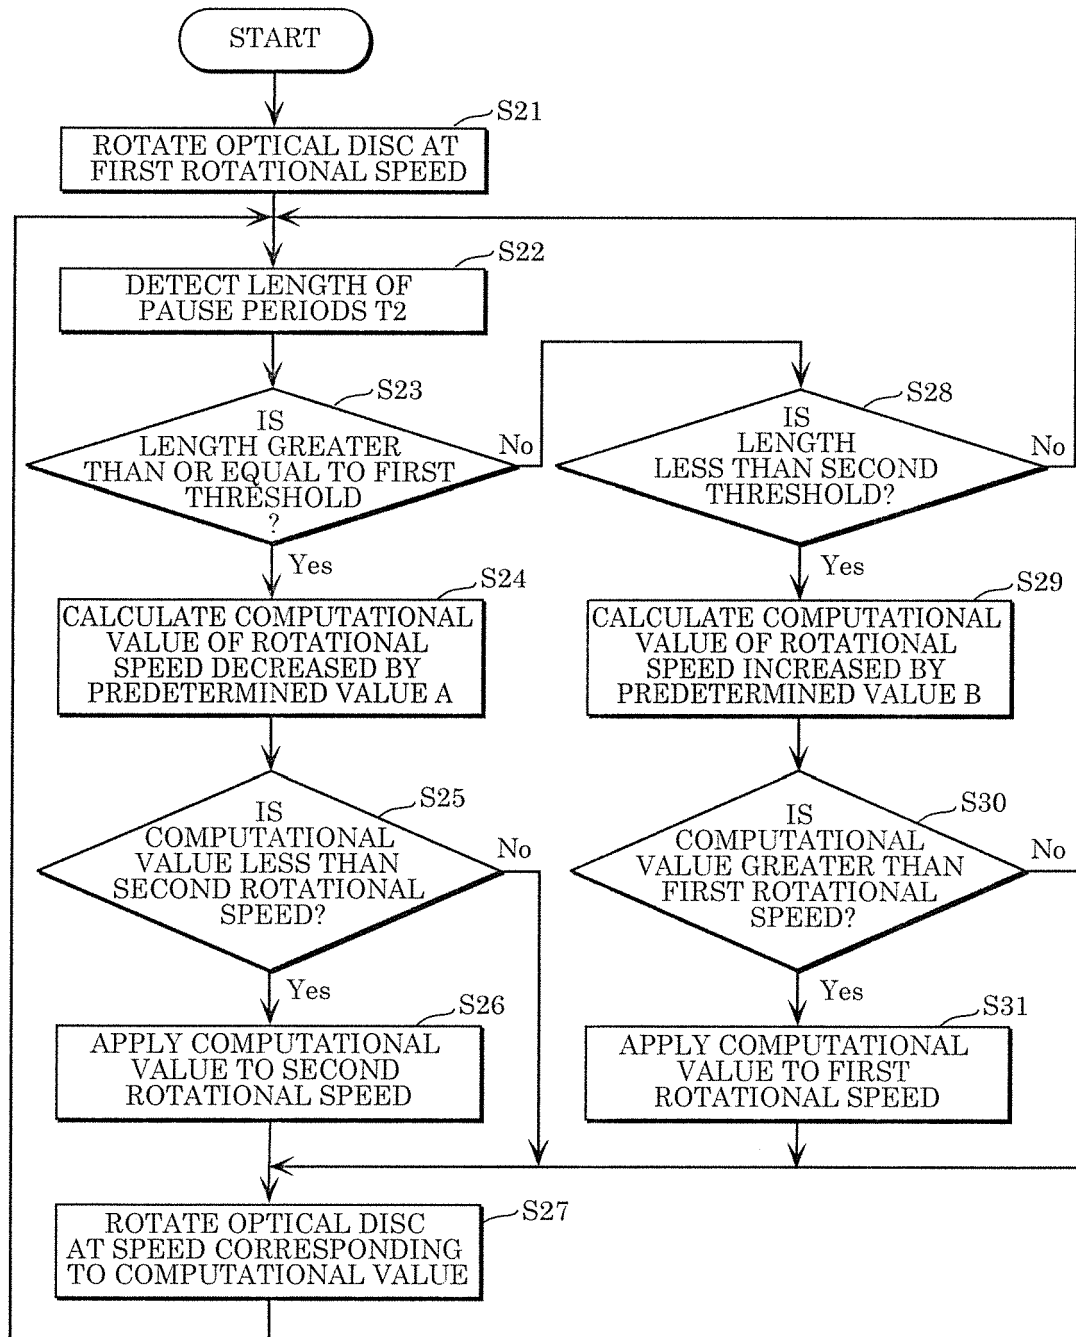 START
S21
ROTATE OPTICAL DISC AT
FIRST ROTATIONAL SPEED
S22
DETECT LENGTH OF
PAUSE PERIODS T2
S23
IS
LENGTH GREATER
THAN OR EQUAL TO FIRST
THRESHOLD
?
No
Yes
S28
IS
LENGTH
LESS THAN SECOND
THRESHOLD?
No
Yes
S24
CALCULATE COMPUTATIONAL
VALUE OF ROTATIONAL
SPEED DECREASED BY
PREDETERMINED VALUE A
S29
CALCULATE COMPUTATIONAL
VALUE OF ROTATIONAL
SPEED INCREASED BY
PREDETERMINED VALUE B
S25
IS
COMPUTATIONAL
VALUE LESS THAN
SECOND ROTATIONAL
SPEED?
No
Yes
S30
IS
COMPUTATIONAL
VALUE GREATER THAN
FIRST ROTATIONAL
SPEED?
No
Yes
S26
APPLY COMPUTATIONAL
VALUE TO SECOND
ROTATIONAL SPEED
S31
APPLY COMPUTATIONAL
VALUE TO FIRST
ROTATIONAL SPEED
S27
ROTATE OPTICAL DISC
AT SPEED CORRESPONDING
TO COMPUTATIONAL VALUE